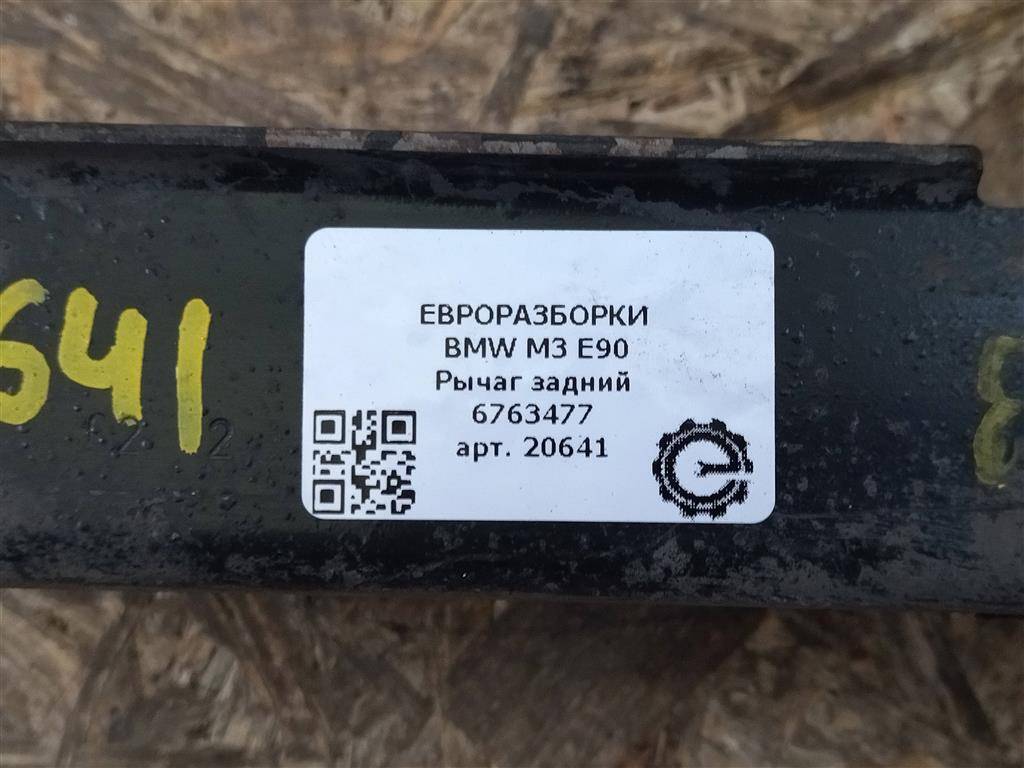 ЕВРОРАЗБОРКИ
BMW M3 E90
Рычаг задний
6763477
арт. 20641
641